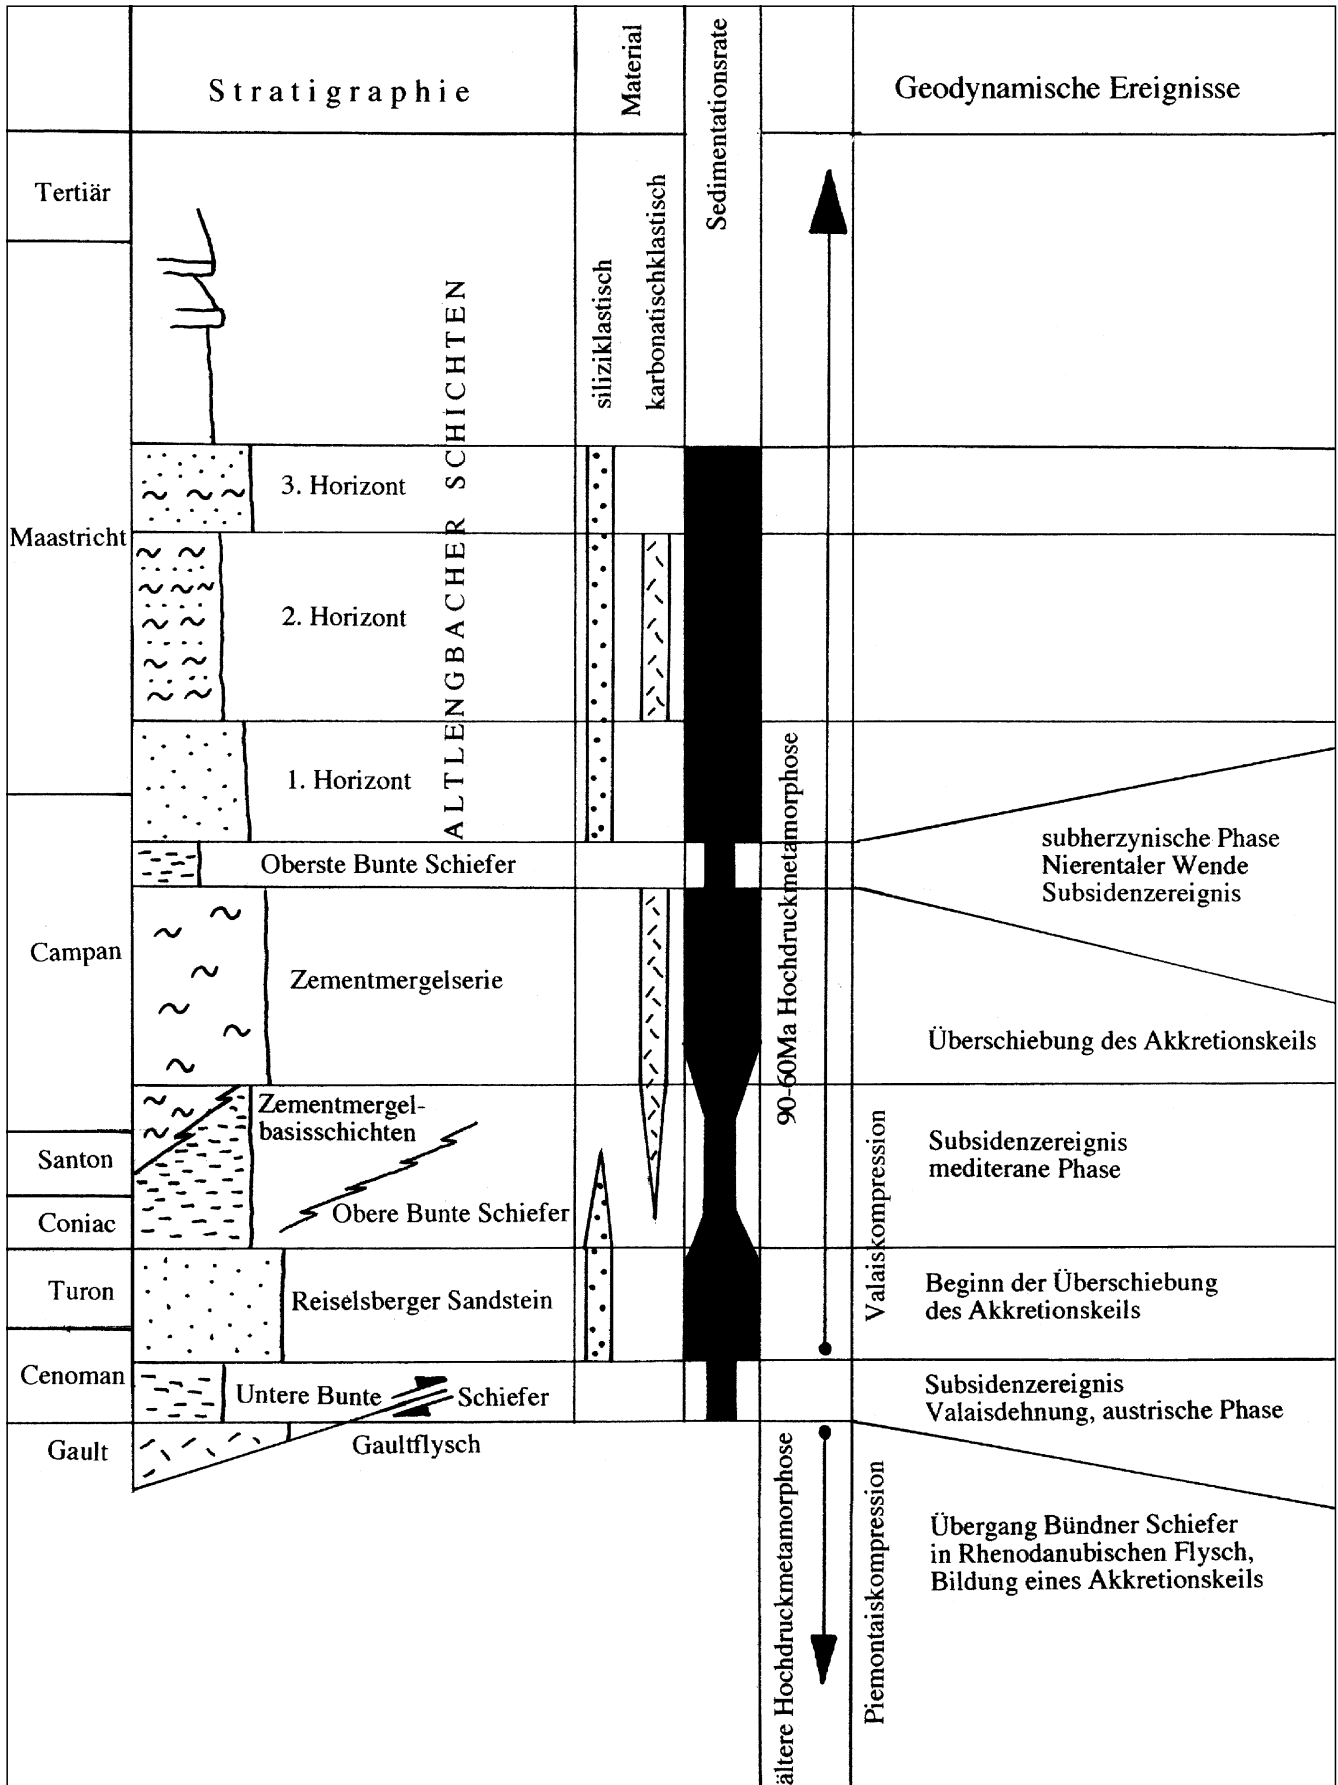 Stratigraphie
Material
Sedimentationsrate
Geodynamische Ereignisse
siliziklastisch
karbonatischklastisch
Tertiär
Maastricht
Campan
Santon
Coniac
Turon
Cenoman
Gault
ALTLENGBACHER SCHICHTEN
3. Horizont
2. Horizont
1. Horizont
Oberste Bunte Schiefer
Zementmergelserie
Zementmergel-
basisschichten
Obere Bunte Schiefer
Reiselsberger Sandstein
Untere Bunte Schiefer
Gaultflysch
90-60Ma Hochdruckmetamorphose
ältere Hochdruckmetamorphose
Valaiskompression
Piemontaiskompression
subherzynische Phase
Nierentaler Wende
Subsidenzereignis
Überschiebung des Akkretionskeils
Subsidenzereignis
mediterane Phase
Beginn der Überschiebung
des Akkretionskeils
Subsidenzereignis
Valaisdehnung, austrische Phase
Übergang Bündner Schiefer
in Rhenodanubischen Flysch,
Bildung eines Akkretionskeils